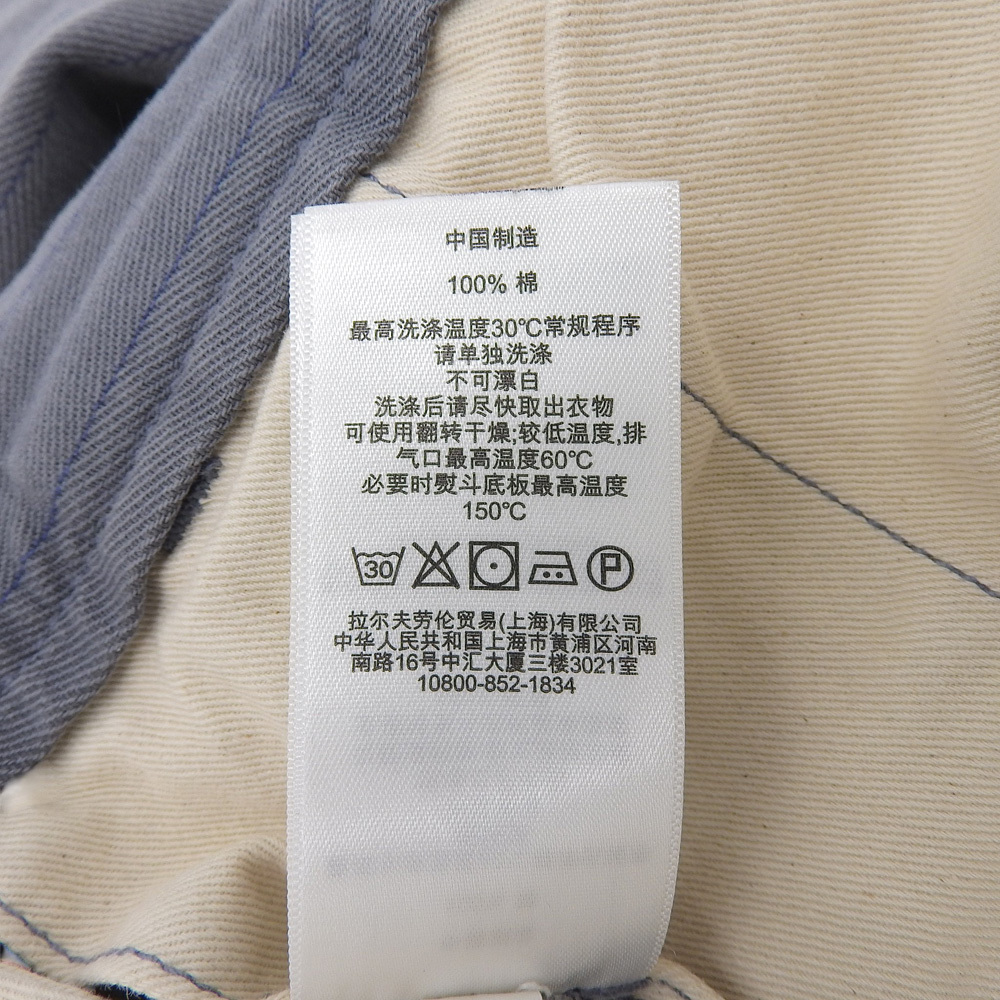 中国制造
100% 棉
最高洗涤温度30℃常规程序
请单独洗涤
不可漂白
洗涤后请尽快取出衣物
可使用翻转干燥;较低温度,排
气口最高温度60℃
必要时熨斗底板最高温度
150℃
30 P
拉尔夫劳伦贸易(上海)有限公司
中华人民共和国上海市黄浦区河南
南路16号中汇大厦三楼3021室
10800-852-1834